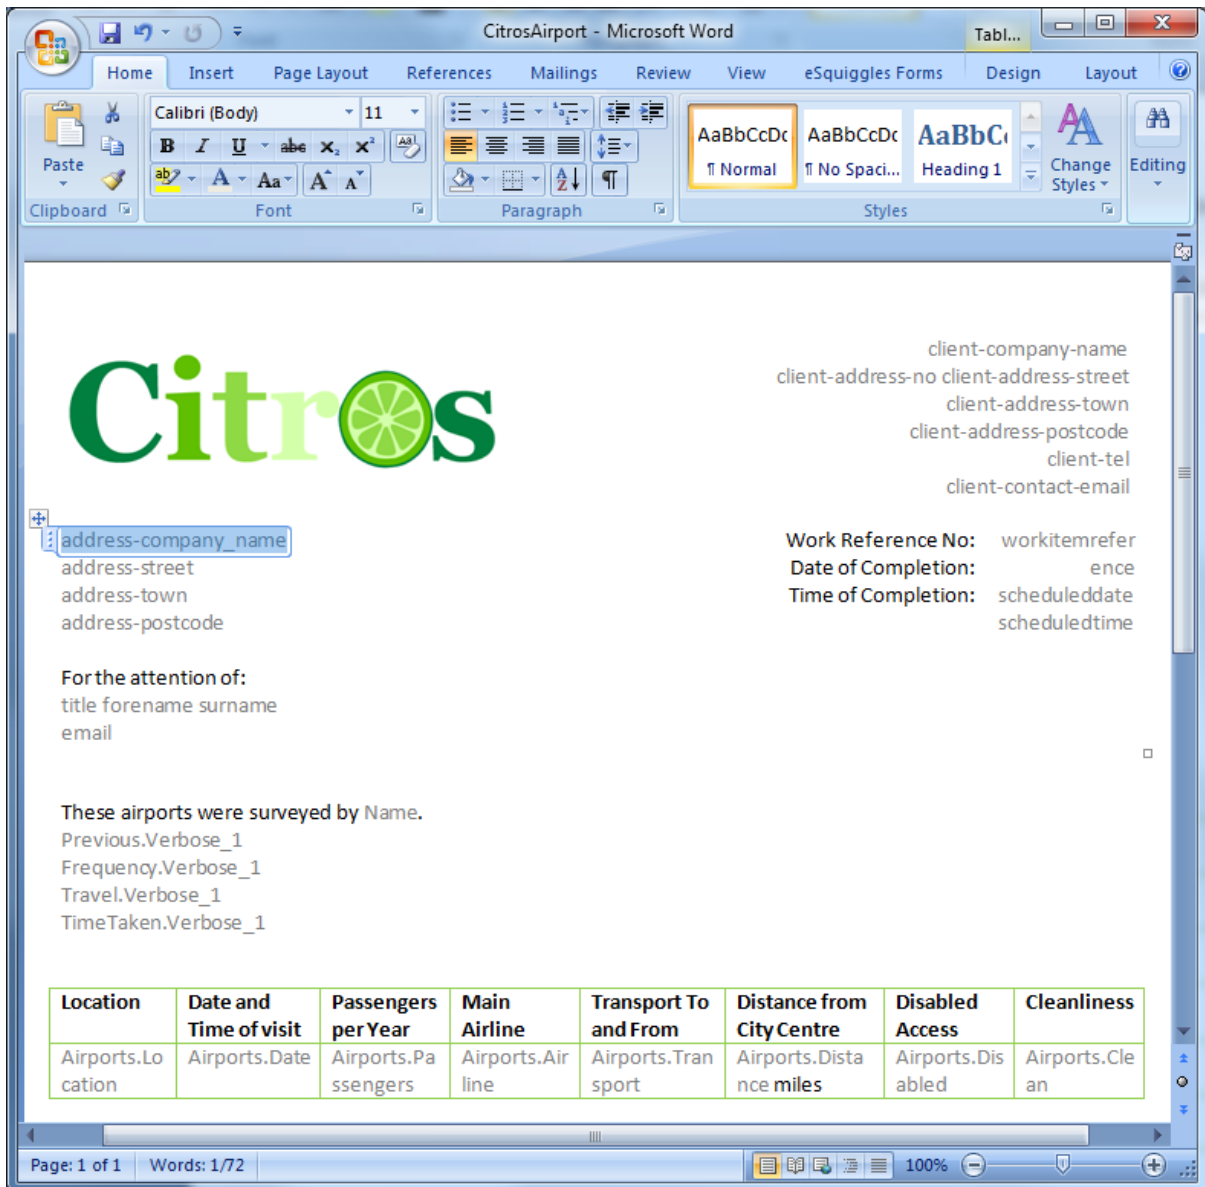 CitrosAirport - Microsoft Word
Tabl...
Home Insert Page Layout References Mailings Review View eSquiggles Forms Design Layout
Calibri (Body) 11
Paste
B I U abc x₂ x²
ab A Aa A A
AaBbCcDc AaBbCcDc AaBbCc
¶ Normal ¶ No Spaci... Heading 1
Change Styles
Editing
Clipboard Font Paragraph Styles
Citros
client-company-name
client-address-no client-address-street
client-address-town
client-address-postcode
client-tel
client-contact-email
address-company_name
address-street
address-town
address-postcode
Work Reference No: workitemrefer
Date of Completion: ence
Time of Completion: scheduleddate
scheduledtime
For the attention of:
title forename surname
email
These airports were surveyed by Name.
Previous.Verbose_1
Frequency.Verbose_1
Travel.Verbose_1
TimeTaken.Verbose_1
Location Date and Passengers Main Transport To Distance from Disabled Cleanliness
Time of visit per Year Airline and From City Centre Access
Airports.Lo Airports.Date Airports.Pa Airports.Air Airports.Tran Airports.Dista Airports.Dis Airports.Cle
cation ssengers line sport nce miles abled an
Page: 1 of 1 Words: 1/72 100%